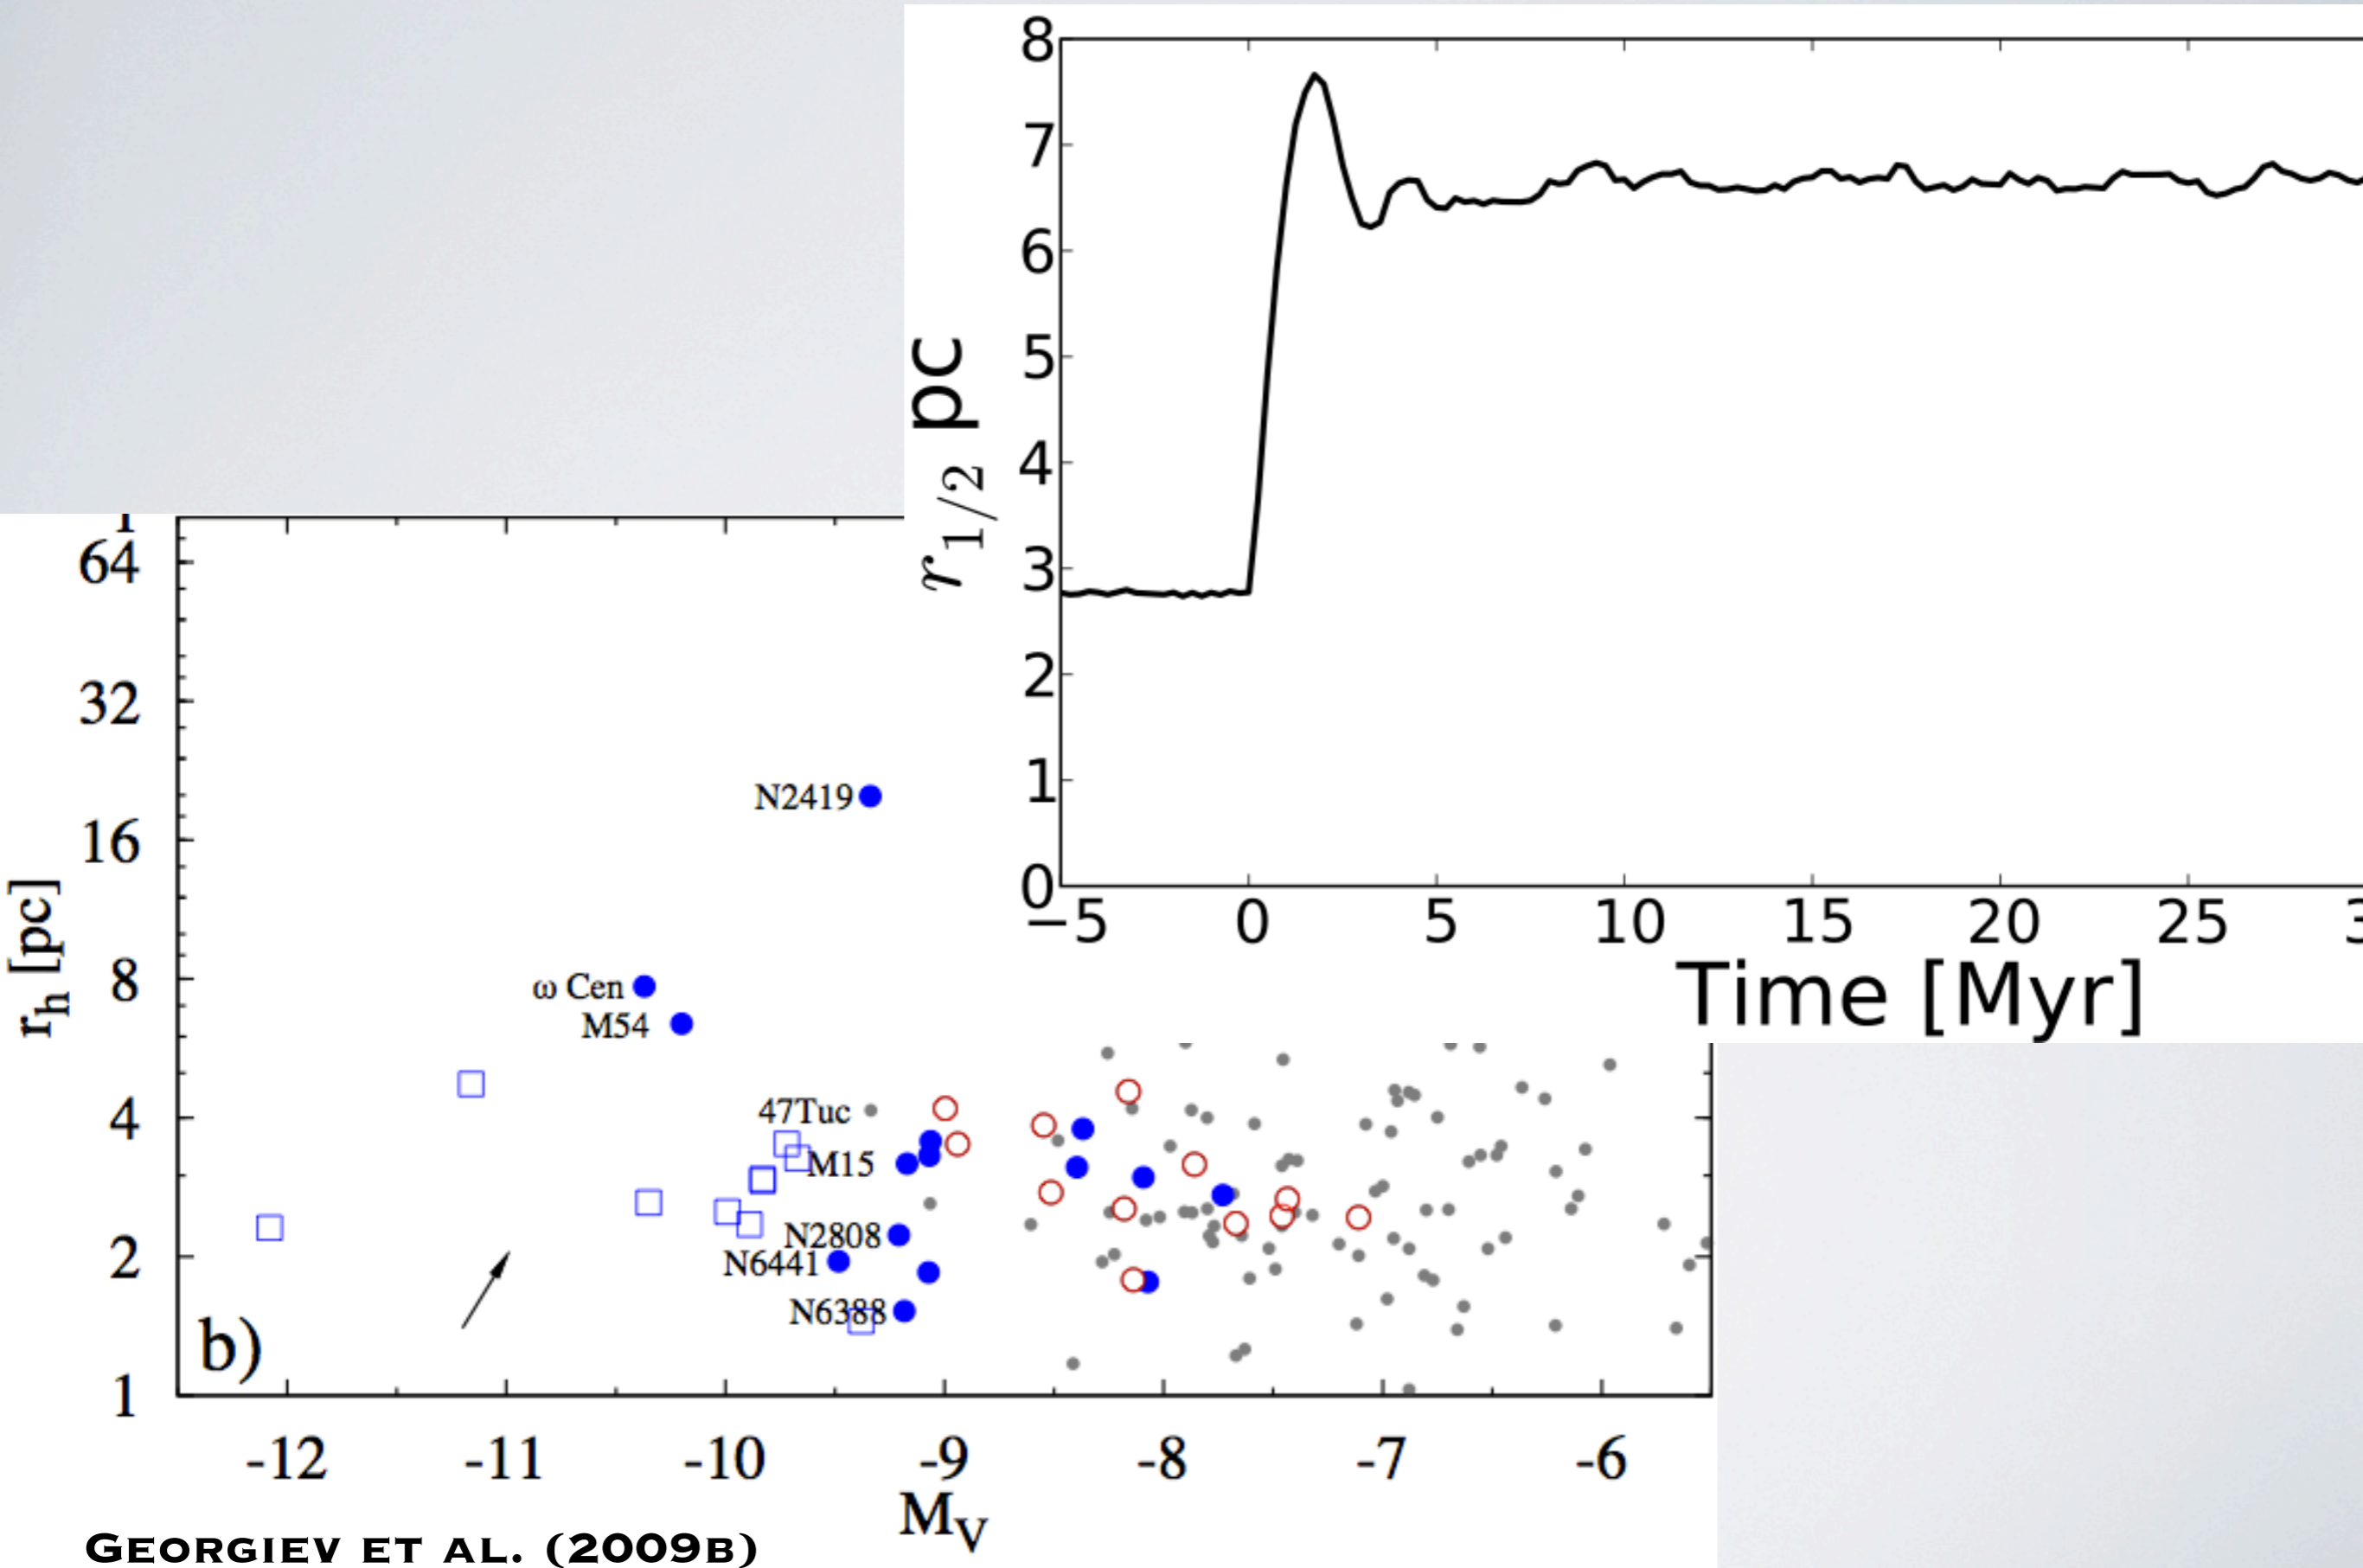 8
7
6
5
4
3
2
1
0
r1/2 pc
−5 0 5 10 15 20 25
Time [Myr]
64
32
16
8
4
2
1
rh [pc]
N2419
ω Cen
M54
47Tuc
M15
N2808
N6441
N6388
b)
-12 -11 -10 -9 -8 -7 -6
MV
GEORGIEV ET AL. (2009B)